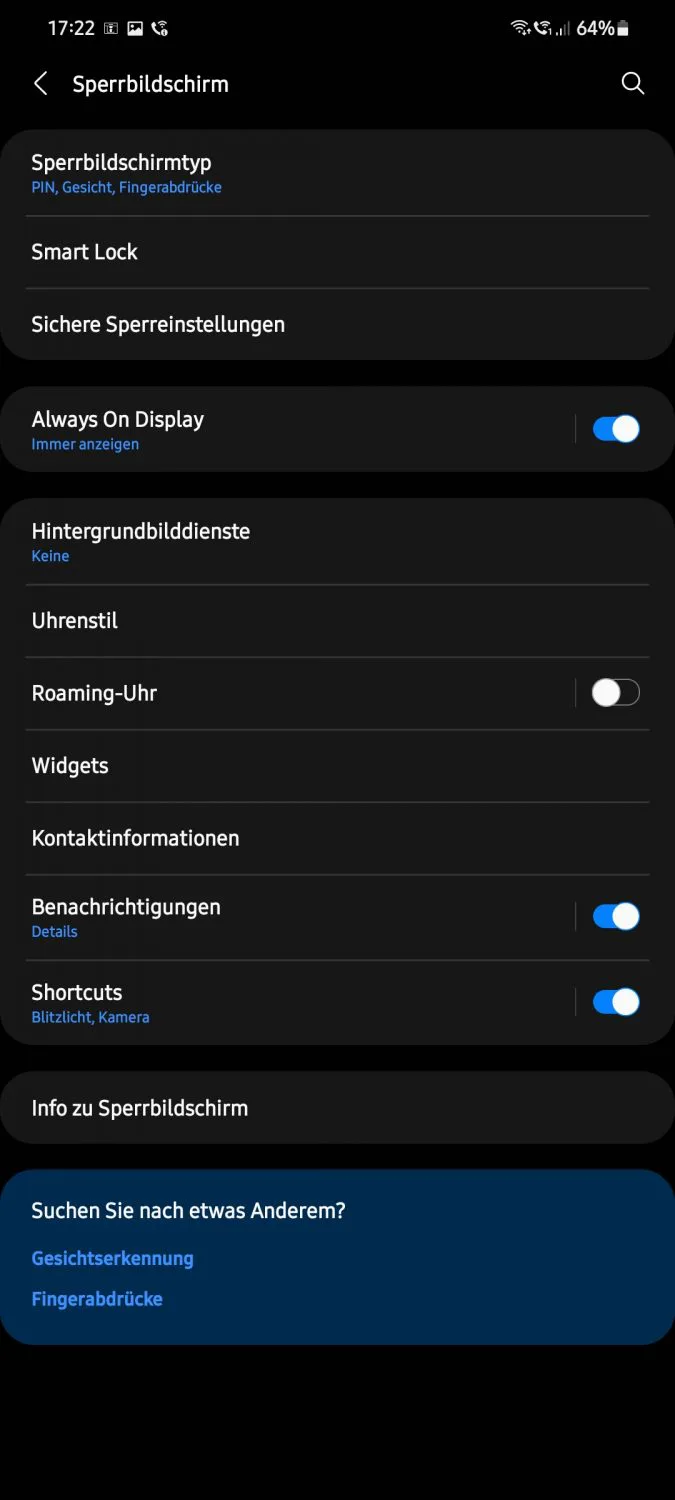 17:22 64%
Sperrbildschirm
Sperrbildschirmtyp
PIN, Gesicht, Fingerabdrücke
Smart Lock
Sichere Sperreinstellungen
Always On Display
Immer anzeigen
Hintergrundbilddienste
Keine
Uhrenstil
Roaming-Uhr
Widgets
Kontaktinformationen
Benachrichtigungen
Details
Shortcuts
Blitzlicht, Kamera
Info zu Sperrbildschirm
Suchen Sie nach etwas Anderem?
Gesichtserkennung
Fingerabdrücke